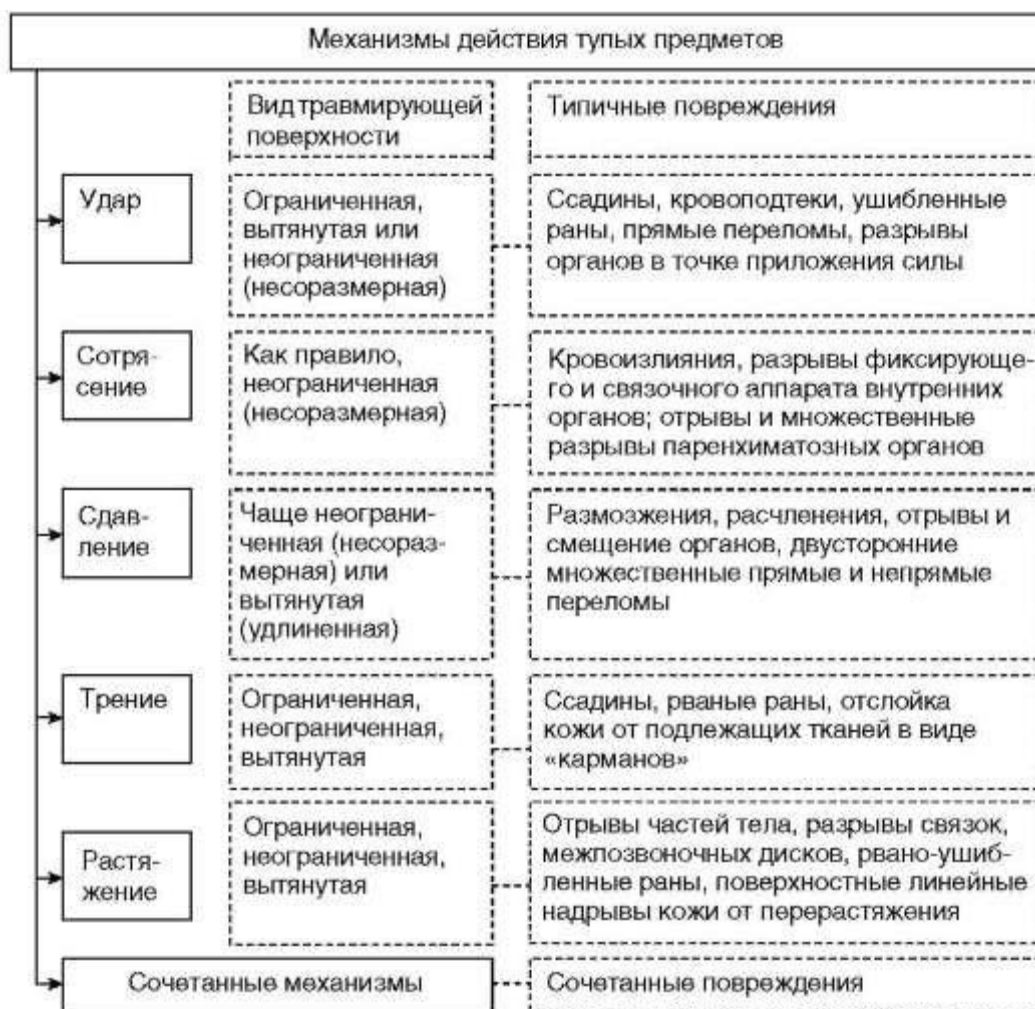 Механизмы действия тупых предметов
Вид травмирующей
поверхности
Типичные повреждения
Удар
Ограниченная,
вытянутая или
неограниченная
(несоразмерная)
Ссадины, кровоподтеки, ушибленные
раны, прямые переломы, разрывы
органов в точке приложения силы
Сотря-
сение
Как правило,
неограниченная
(несоразмерная)
Кровоизлияния, разрывы фиксирующе-
го и связочного аппарата внутренних
органов; отрывы и множественные
разрывы паренхиматозных органов
Сдав-
ление
Чаще неограни-
ченная (несораз-
мерная) или
вытянутая
(удлиненная)
Размозжения, расчленения, отрывы и
смещение органов, двусторонние
множественные прямые и непрямые
переломы
Трение
Ограниченная,
неограниченная,
вытянутая
Ссадины, рваные раны, отслойка
кожи от подлежащих тканей в виде
«карманов»
Растя-
жение
Ограниченная,
неограниченная,
вытянутая
Отрывы частей тела, разрывы связок,
межпозвоночных дисков, рвано-ушиб-
ленные раны, поверхностные линейные
надрывы кожи от перерастяжения
Сочетанные механизмы
Сочетанные повреждения